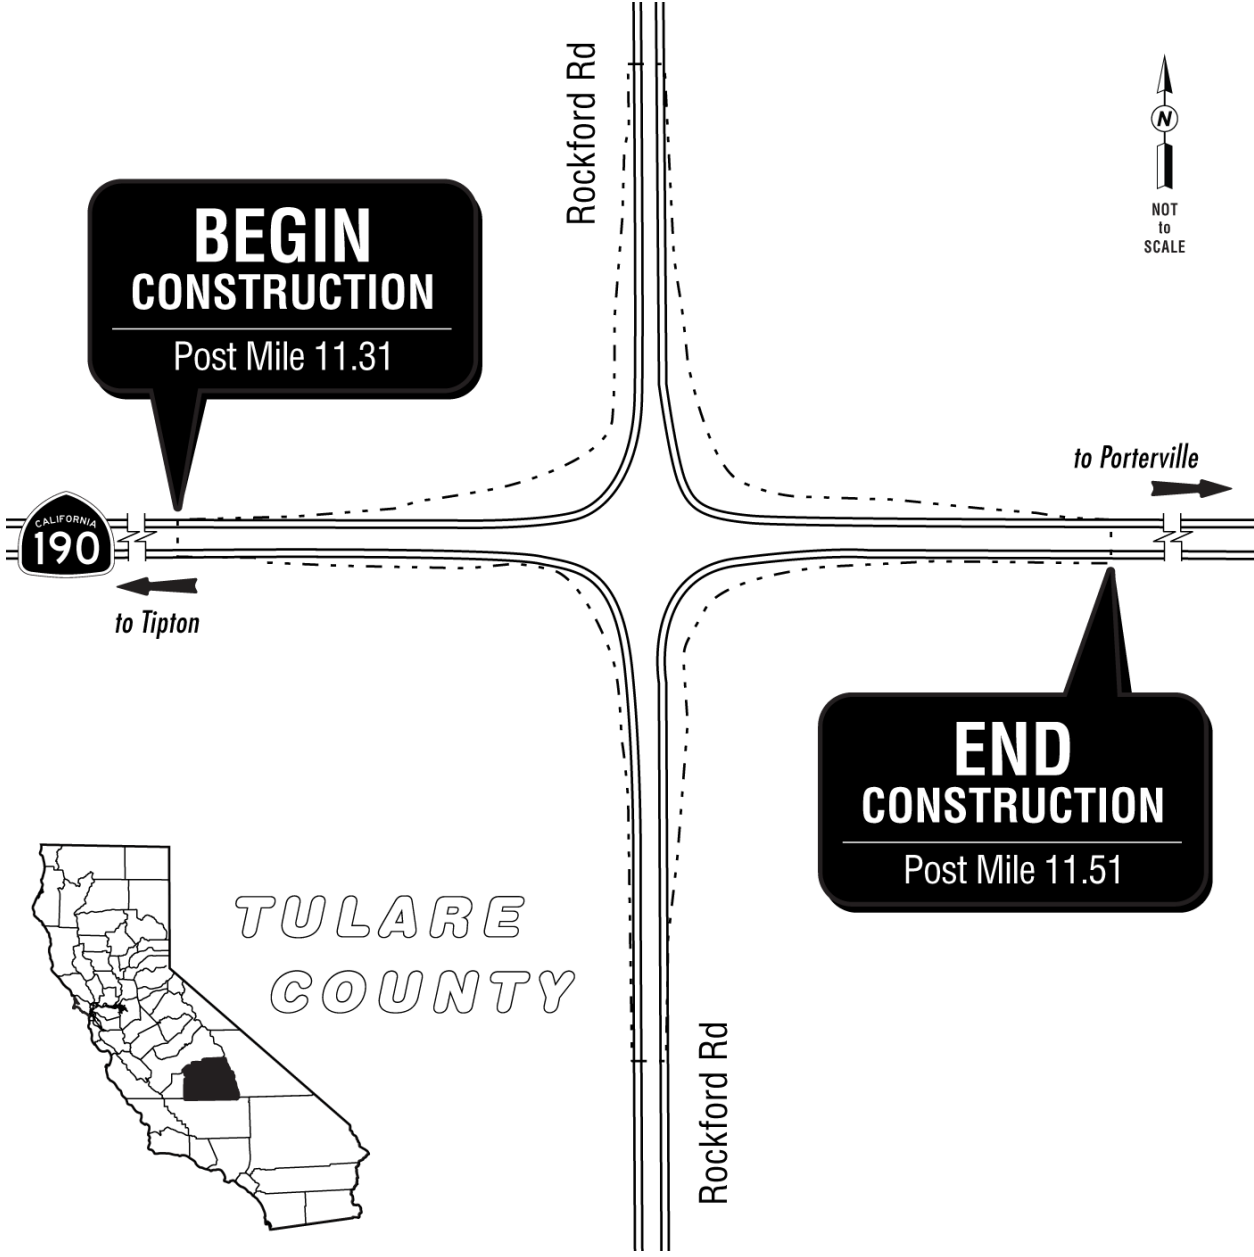 Rockford Rd
N
NOT
to
SCALE
BEGIN
CONSTRUCTION
Post Mile 11.31
to Porterville
CALIFORNIA
190
to Tipton
END
CONSTRUCTION
Post Mile 11.51
TULARE
COUNTY
Rockford Rd